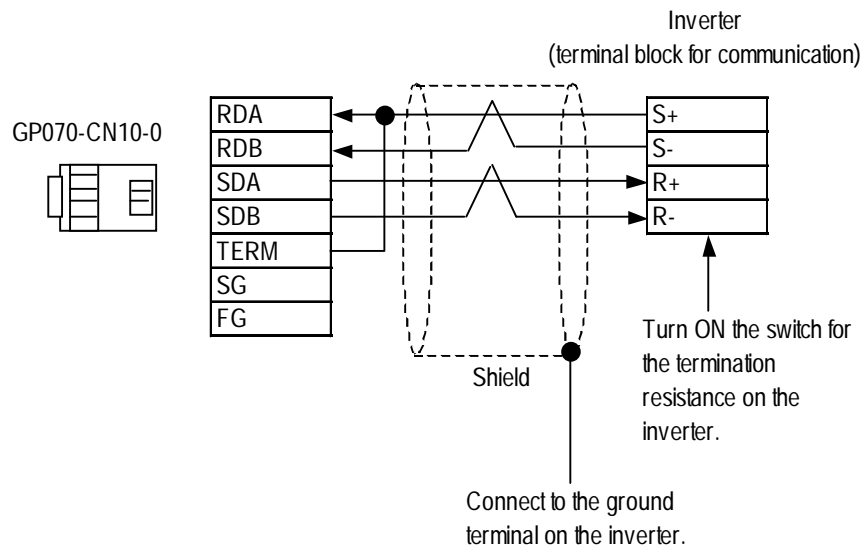 Inverter
(terminal block for communication)
GP070-CN10-0
RDA
RDB
SDA
SDB
TERM
SG
FG
S+
S-
R+
R-
Shield
Turn ON the switch for
the termination
resistance on the
inverter.
Connect to the ground
terminal on the inverter.